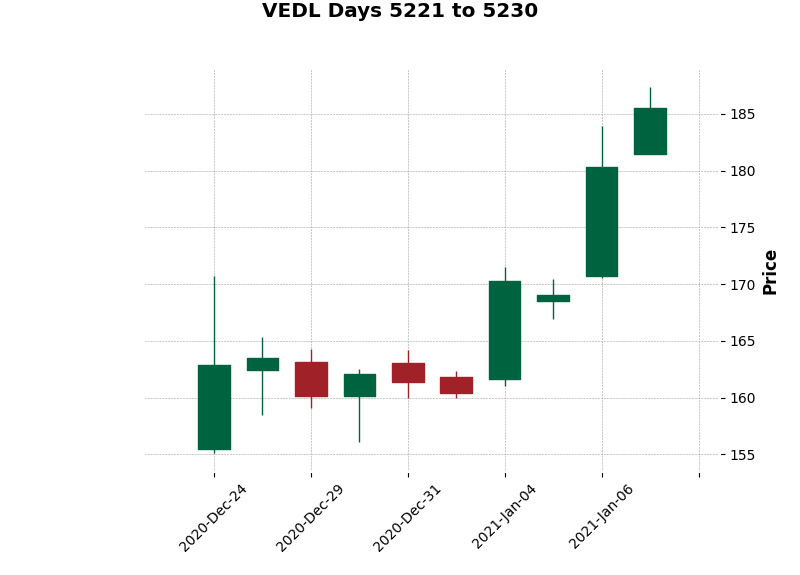 VEDL Days 5221 to 5230
185
180
175
170
165
160
155
Price
2020-Dec-24
2020-Dec-29
2020-Dec-31
2021-Jan-04
2021-Jan-06